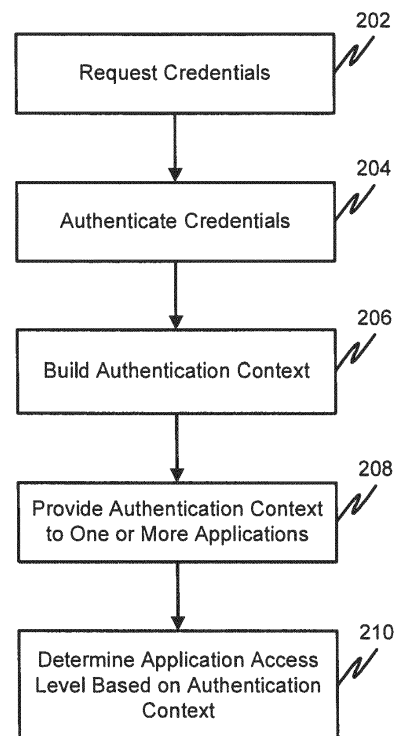 202
Request Credentials
204
Authenticate Credentials
206
Build Authentication Context
208
Provide Authentication Context
to One or More Applications
210
Determine Application Access
Level Based on Authentication
Context